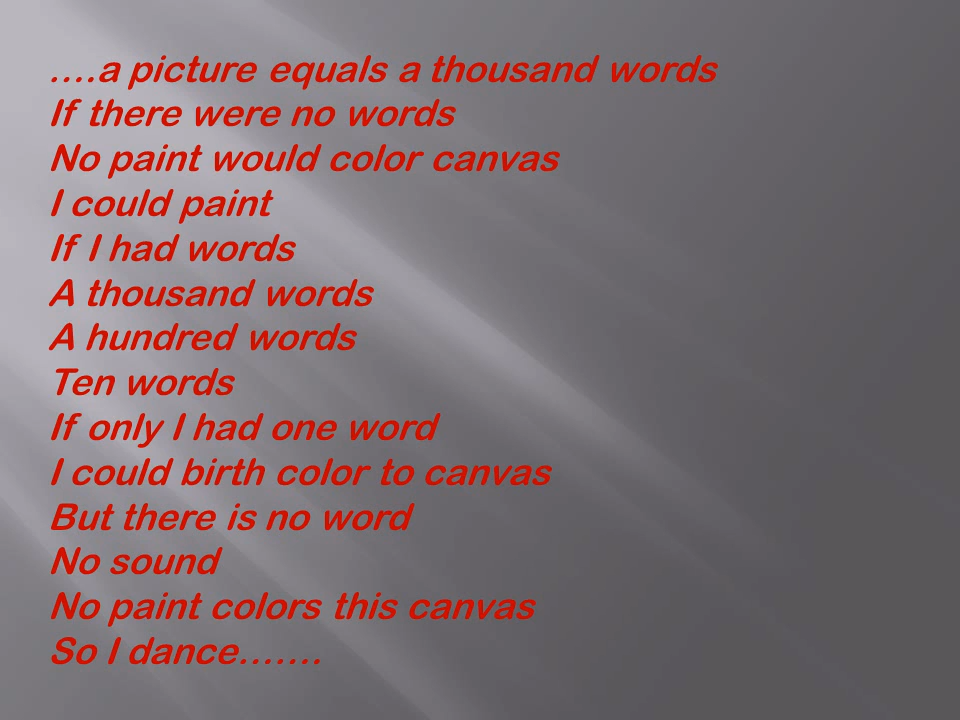 ....a picture equals a thousand words
If there were no words
No paint would color canvas
I could paint
If I had words
A thousand words
A hundred words
Ten words
If only I had one word
I could birth color to canvas
But there is no word
No sound
No paint colors this canvas
So I dance.......